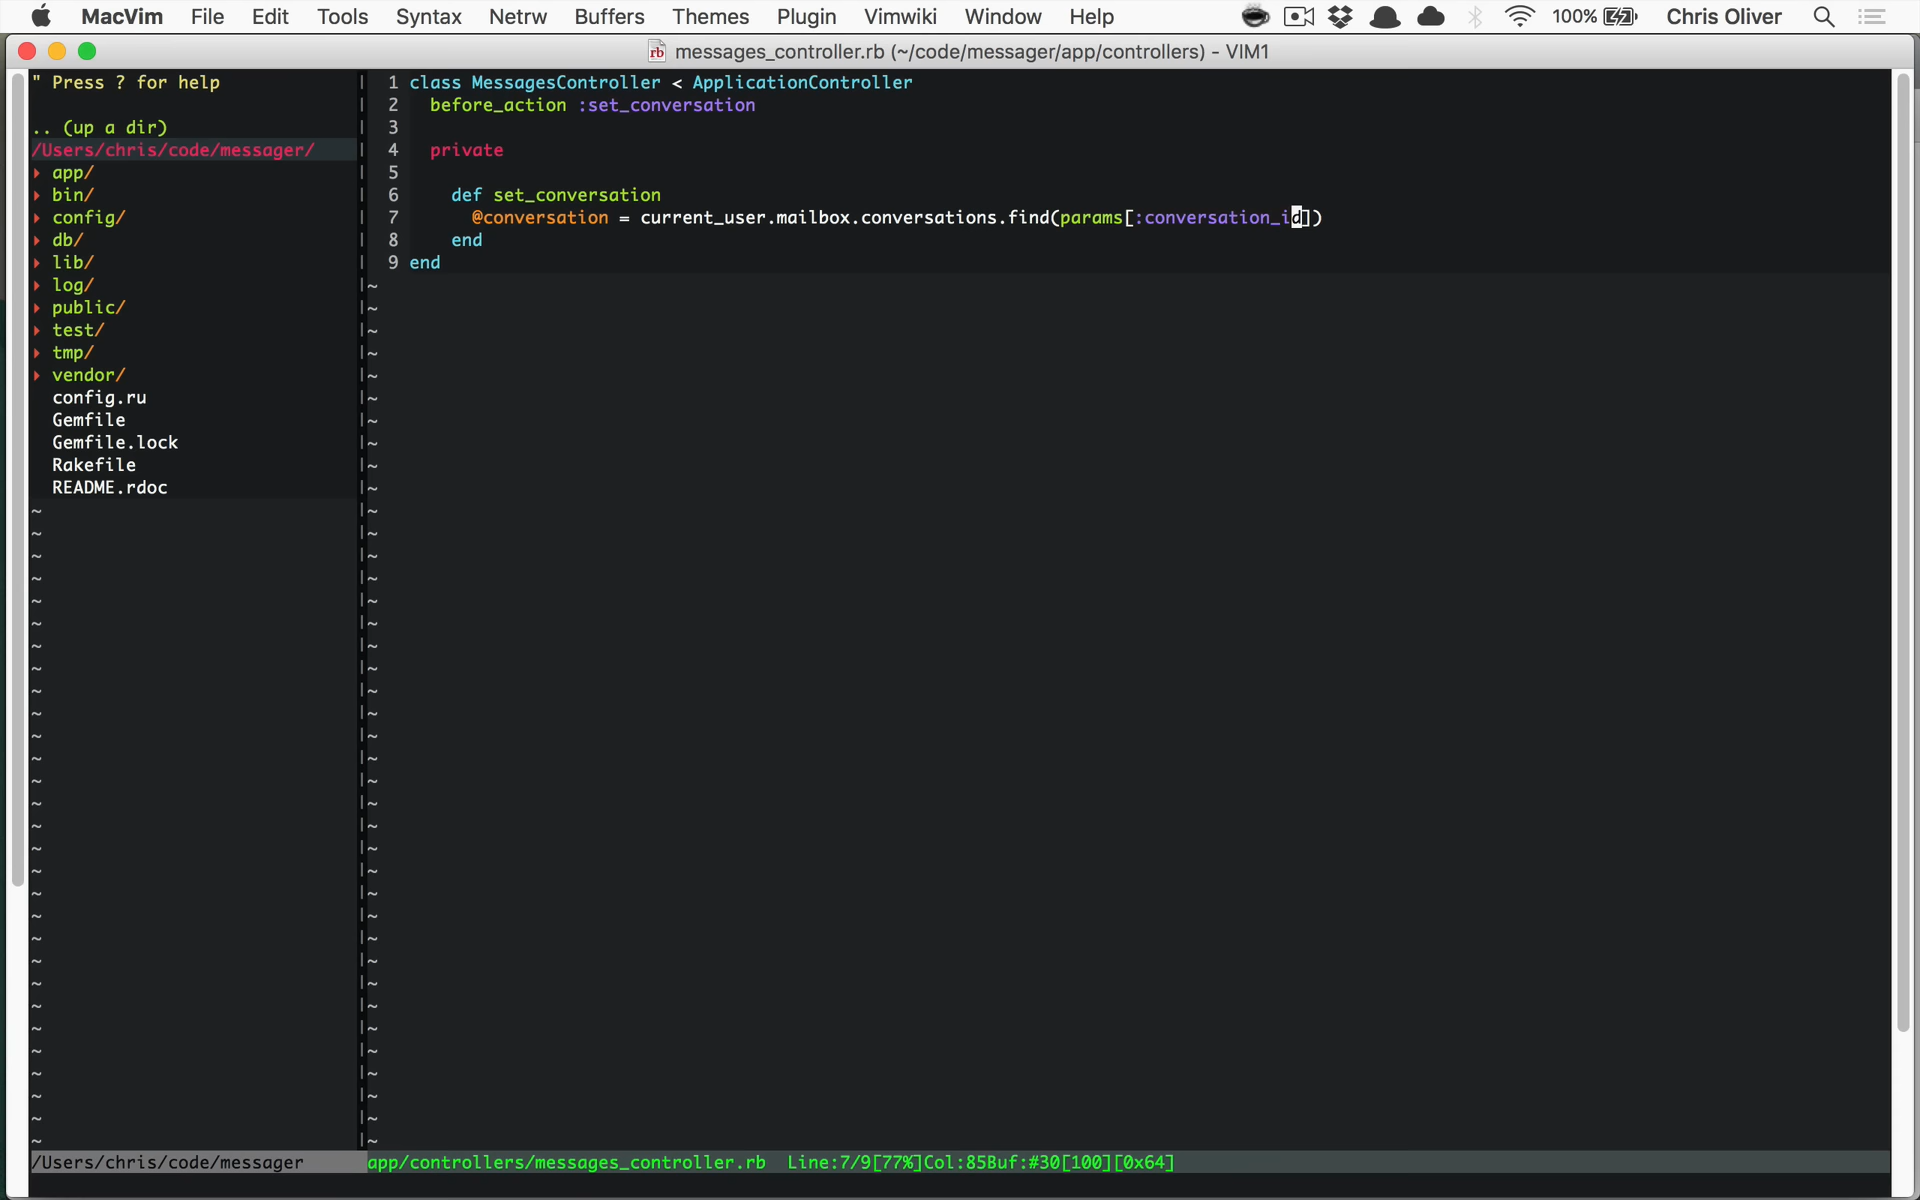 MacVim File Edit Tools Syntax Netrw Buffers Themes Plugin Vimwiki Window Help 100% Chris Oliver
rb messages_controller.rb (~/code/messager/app/controllers) - VIM1
" Press ? for help
.. (up a dir)
/Users/chris/code/messager/
app/
bin/
config/
db/
lib/
log/
public/
test/
tmp/
vendor/
config.ru
Gemfile
Gemfile.lock
Rakefile
README.rdoc
1 class MessagesController < ApplicationController
2 before_action :set_conversation
3
4 private
5
6 def set_conversation
7 @conversation = current_user.mailbox.conversations.find(params[:conversation_id])
8 end
9 end
/Users/chris/code/messager
app/controllers/messages_controller.rb Line:7/9[77%]Col:85Buf:#30[100][0x64]